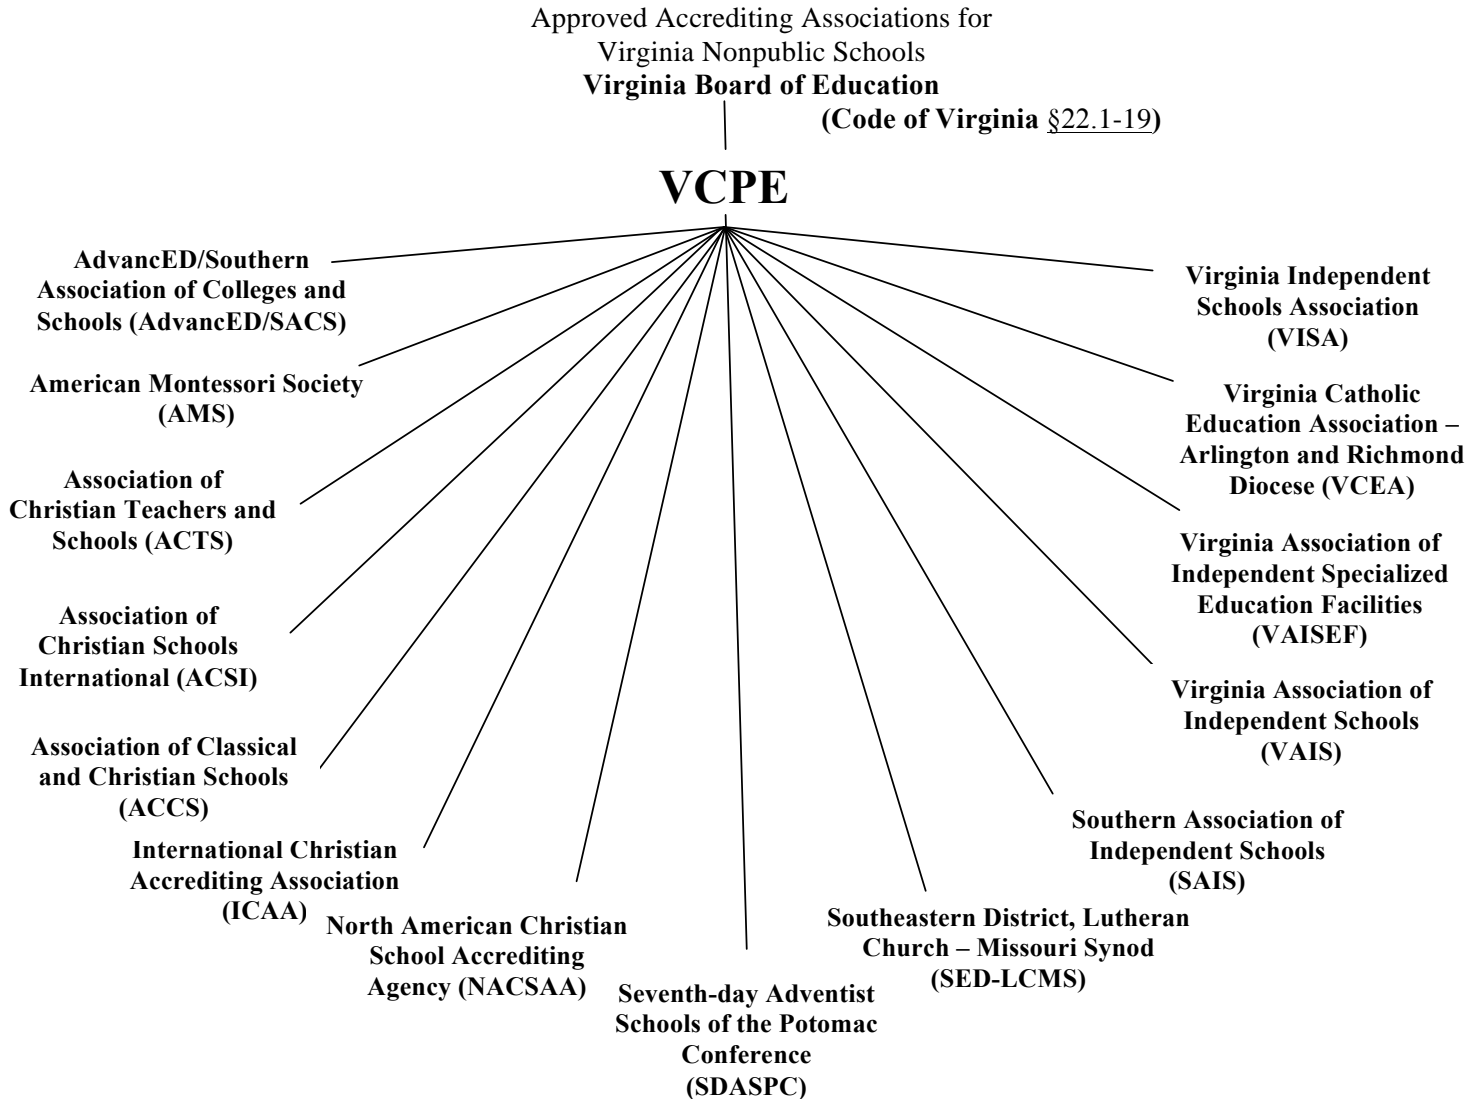 Approved Accrediting Associations for
Virginia Nonpublic Schools
Virginia Board of Education
(Code of Virginia §22.1-19)
VCPE
AdvancED/Southern
Association of Colleges and
Schools (AdvancED/SACS)
American Montessori Society
(AMS)
Association of
Christian Teachers and
Schools (ACTS)
Association of
Christian Schools
International (ACSI)
Association of Classical
and Christian Schools
(ACCS)
International Christian
Accrediting Association
(ICAA)
North American Christian
School Accrediting
Agency (NACSAA)
Seventh-day Adventist
Schools of the Potomac
Conference
(SDASPC)
Southeastern District, Lutheran
Church – Missouri Synod
(SED-LCMS)
Southern Association of
Independent Schools
(SAIS)
Virginia Association of
Independent Schools
(VAIS)
Virginia Association of
Independent Specialized
Education Facilities
(VAISEF)
Virginia Catholic
Education Association –
Arlington and Richmond
Diocese (VCEA)
Virginia Independent
Schools Association
(VISA)